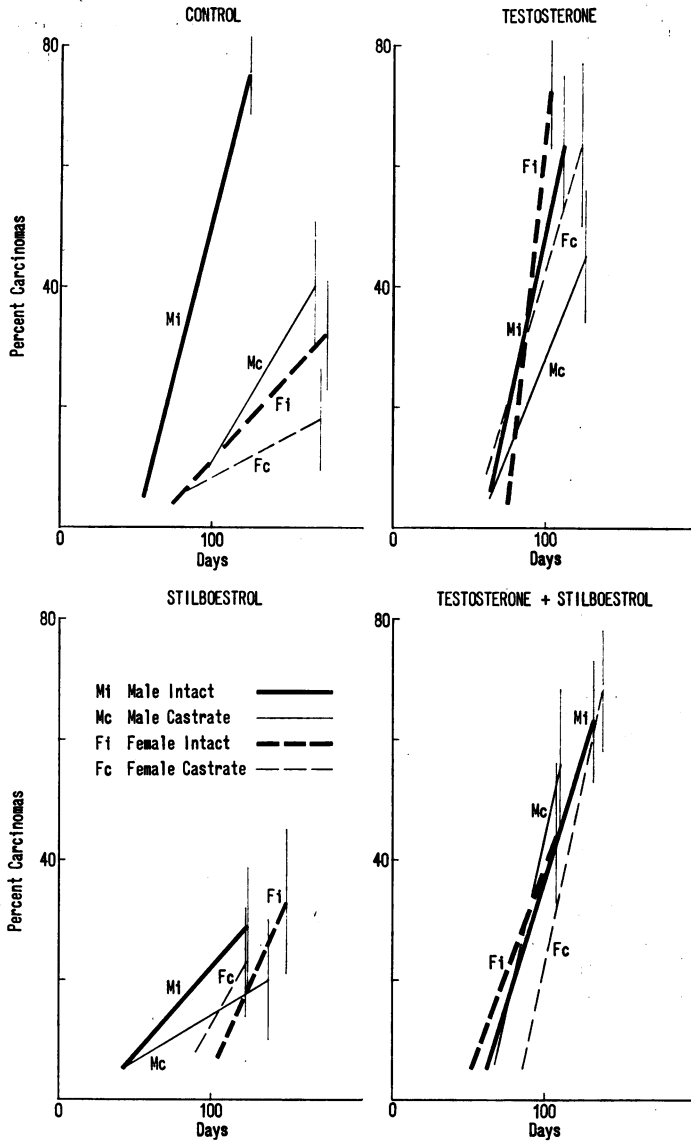 CONTROL
80
40
0
100
Days
Percent Carcinomas
Mi
Mc
Fi
Fc
TESTOSTERONE
80
40
0
100
Days
Fi
Fc
Mi
Mc
STILBOESTROL
80
40
0
100
Days
Percent Carcinomas
Mi Male Intact
Mc Male Castrate
Fi Female Intact
Fc Female Castrate
Fi
Fc
Mi
Mc
TESTOSTERONE + STILBOESTROL
80
40
0
100
Days
Mi
Mc
Fi
Fc